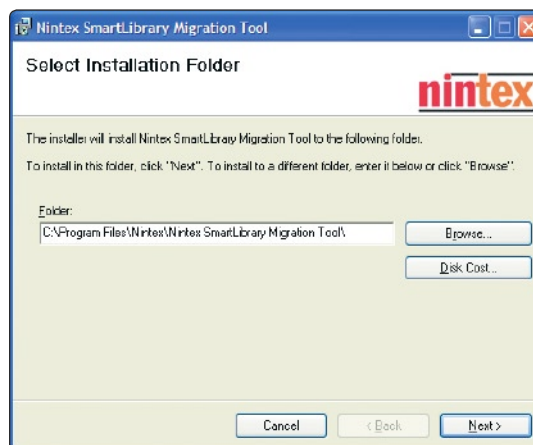 Nintex SmartLibrary Migration Tool
Select Installation Folder
nintex
The installer will install Nintex SmartLibrary Migration Tool to the following folder.
To install in this folder, click "Next". To install to a different folder, enter it below or click "Browse".
Folder:
C:\Program Files\Nintex\Nintex SmartLibrary Migration Tool\
Browse...
Disk Cost...
Cancel
< Back
Next >